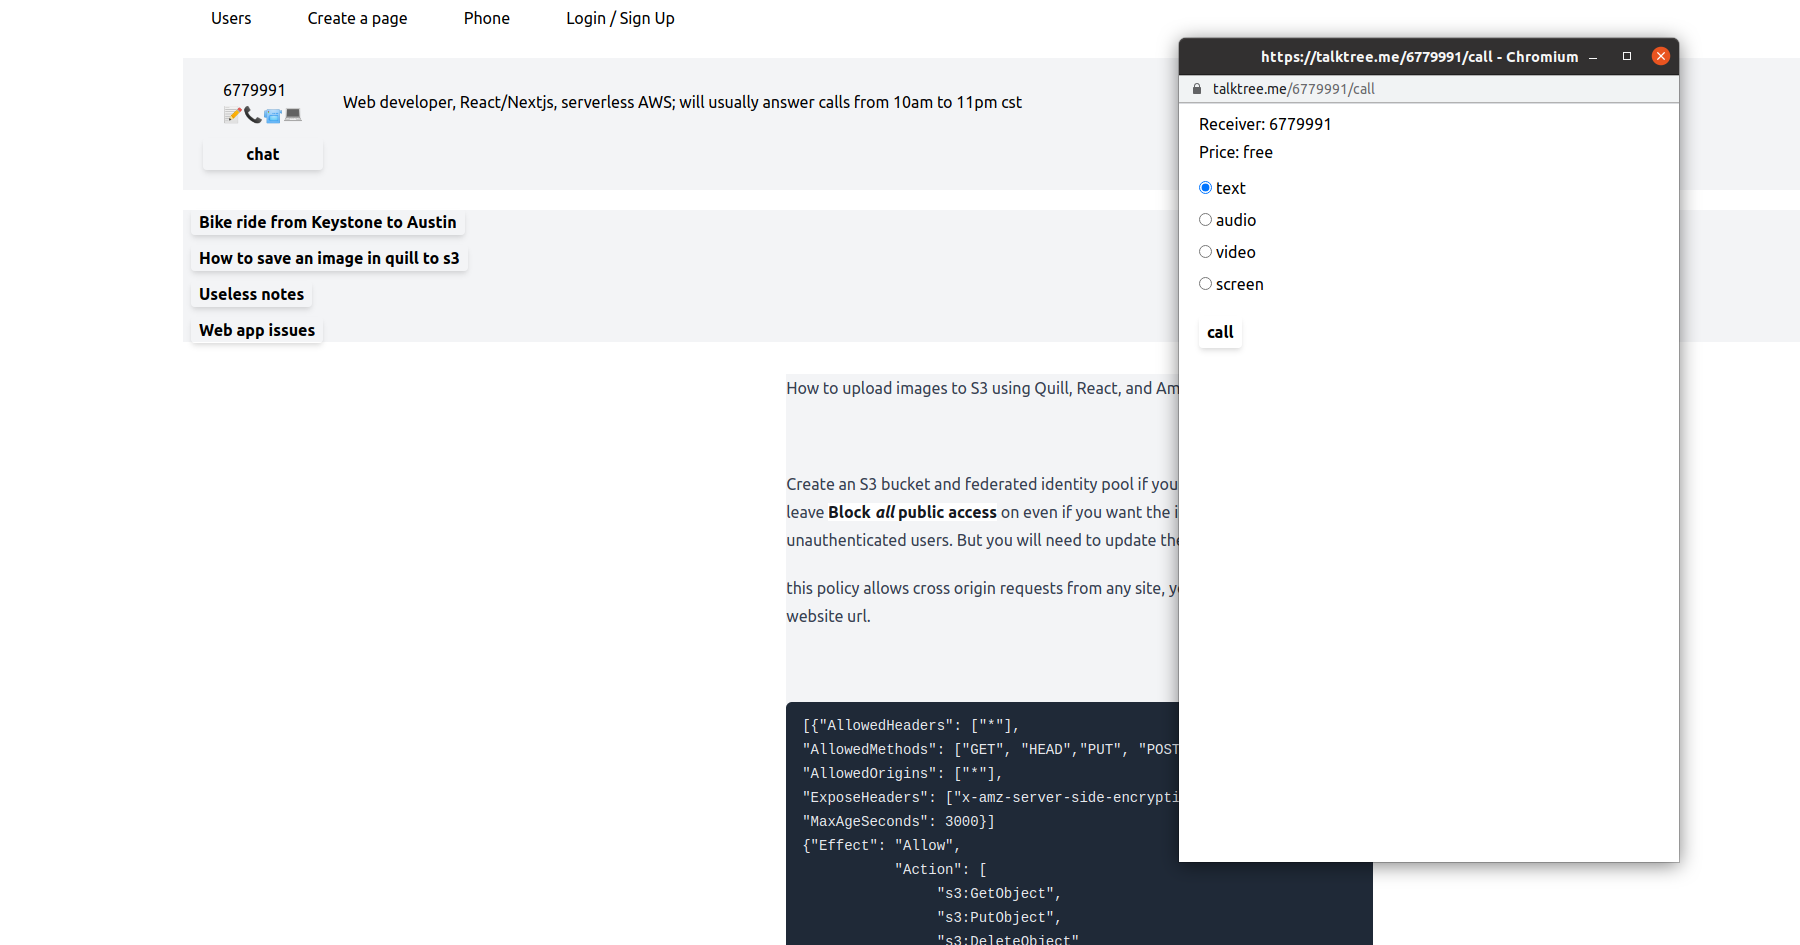 Users Create a page Phone Login / Sign Up
6779991
Web developer, React/Nextjs, serverless AWS; will usually answer calls from 10am to 11pm cst
chat
Bike ride from Keystone to Austin
How to save an image in quill to s3
Useless notes
Web app issues
How to upload images to S3 using Quill, React, and
Create an S3 bucket and federated identity pool if you
leave Block all public access on even if you want the
unauthenticated users. But you will need to update
this policy allows cross origin requests from any site,
website url.
[{"AllowedHeaders": ["*"],
"AllowedMethods": ["GET", "HEAD","PUT", "POST
"AllowedOrigins": ["*"],
"ExposeHeaders": ["x-amz-server-side-encrypti
"MaxAgeSeconds": 3000}]
{"Effect": "Allow",
"Action": [
"s3:GetObject",
"s3:PutObject",
"s3:DeleteObject"
https://talktree.me/6779991/call - Chromium
talktree.me/6779991/call
Receiver: 6779991
Price: free
text
audio
video
screen
call